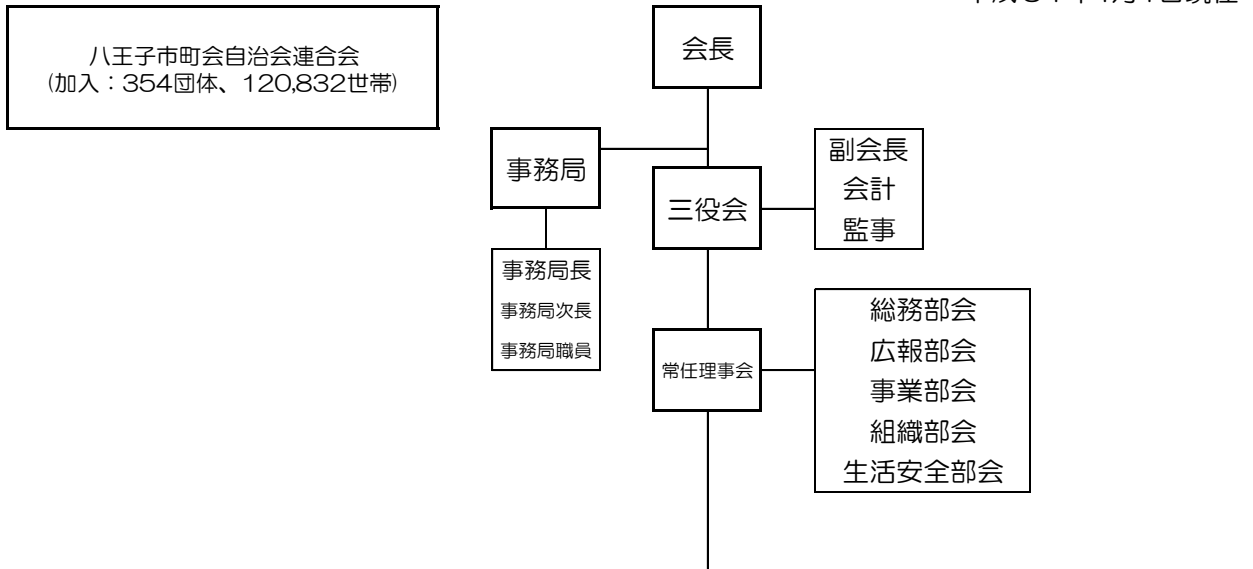 八王子市町会自治会連合会
(加入：354団体、120,832世帯)
会長
事務局
三役会
副会長
会計
監事
事務局長
事務局次長
事務局職員
常任理事会
総務部会
広報部会
事業部会
組織部会
生活安全部会